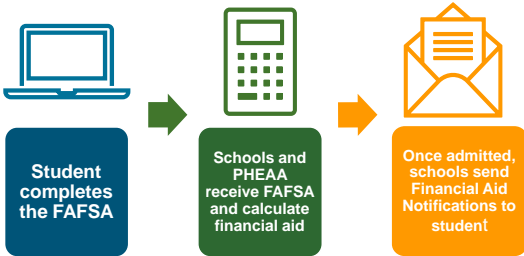 Student
completes
the FAFSA
Schools and
PHEAA
receive FAFSA
and calculate
financial aid
Once admitted,
schools send
Financial Aid
Notifications to
student